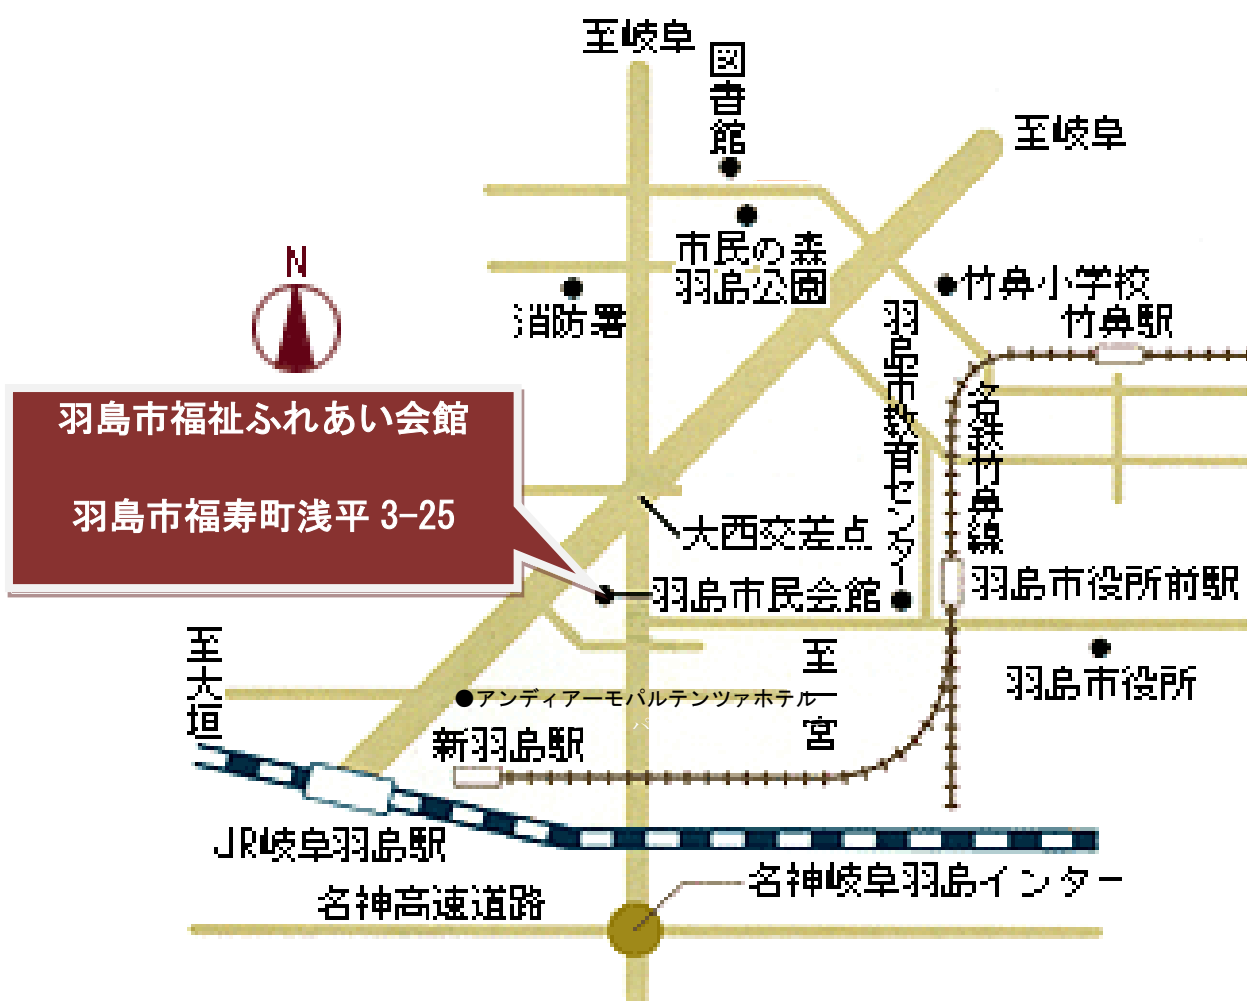 至岐阜
図書館
至岐阜
市民の森
羽島公園
N
消防署
竹鼻小学校
竹鼻駅
羽島市教育センター
名鉄竹鼻線
羽島市福祉ふれあい会館
羽島市福寿町浅平 3-25
大西交差点
羽島市民会館
羽島市役所前駅
至大垣
至一宮
羽島市役所
●アンディアーモパルテンツァホテル
新羽島駅
JR岐阜羽島駅
名神岐阜羽島インター
名神高速道路